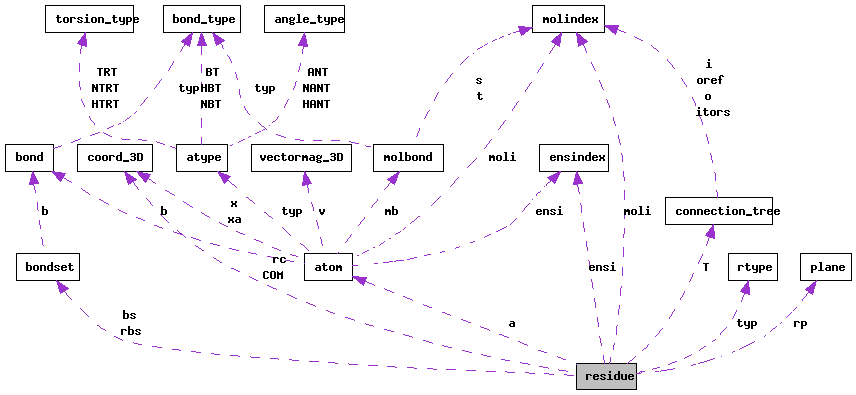 torsion_type
bond_type
angle_type
molindex
TRT
NTRT
HTRT
typ
BT
HBT
NBT
typ
ANT
NANT
HANT
s
t
i
oref
o
itors
bond
coord_3D
atype
vectormag_3D
molbond
moli
ensindex
b
b
x
xa
typ
v
mb
ensi
moli
connection_tree
bondset
rc
COM
atom
ensi
T
rtype
plane
bs
rbs
a
typ
rp
residue